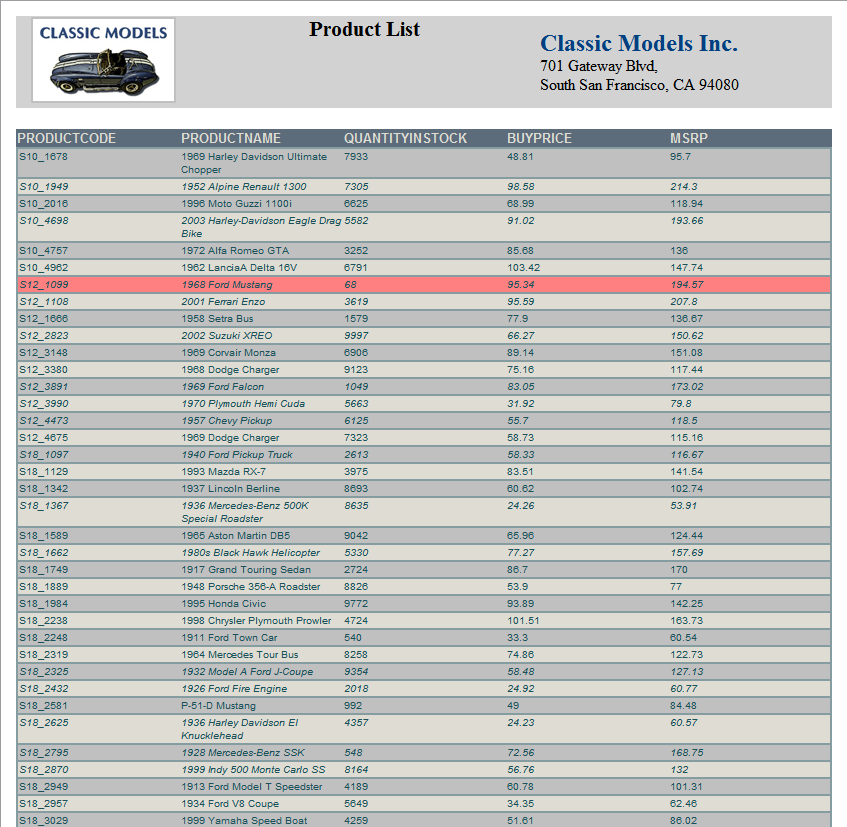 CLASSIC MODELS
Product List
Classic Models Inc.
701 Gateway Blvd,
South San Francisco, CA 94080
PRODUCTCODE PRODUCTNAME QUANTITYINSTOCK BUYPRICE MSRP
S10_1678 1969 Harley Davidson Ultimate 7933 48.81 95.7
Chopper
S10_1949 1952 Alpine Renault 1300 7305 98.58 214.3
S10_2016 1996 Moto Guzzi 1100i 6625 68.99 118.94
S10_4698 2003 Harley-Davidson Eagle Drag 5582 91.02 193.66
Bike
S10_4757 1972 Alfa Romeo GTA 3252 85.68 136
S10_4962 1962 LanciaA Delta 16V 6791 103.42 147.74
S12_1099 1968 Ford Mustang 68 95.34 194.57
S12_1108 2001 Ferrari Enzo 3619 95.59 207.8
S12_1666 1958 Setra Bus 1579 77.9 136.67
S12_2823 2002 Suzuki XREO 9997 66.27 150.62
S12_3148 1969 Corvair Monza 6906 89.14 151.08
S12_3380 1968 Dodge Charger 9123 75.16 117.44
S12_3891 1969 Ford Falcon 1049 83.05 173.02
S12_3990 1970 Plymouth Hemi Cuda 5663 31.92 79.8
S12_4473 1957 Chevy Pickup 6125 55.7 118.5
S12_4675 1969 Dodge Charger 7323 58.73 115.16
S18_1097 1940 Ford Pickup Truck 2613 58.33 116.67
S18_1129 1993 Mazda RX-7 3975 83.51 141.54
S18_1342 1937 Lincoln Berline 8693 60.62 102.74
S18_1367 1936 Mercedes-Benz 500K 8635 24.26 53.91
Special Roadster
S18_1589 1965 Aston Martin DB5 9042 65.96 124.44
S18_1662 1980s Black Hawk Helicopter 5330 77.27 157.69
S18_1749 1917 Grand Touring Sedan 2724 86.7 170
S18_1889 1948 Porsche 356-A Roadster 8826 53.9 77
S18_1984 1995 Honda Civic 9772 93.89 142.25
S18_2238 1998 Chrysler Plymouth Prowler 4724 101.51 163.73
S18_2248 1911 Ford Town Car 540 33.3 60.54
S18_2319 1964 Mercedes Tour Bus 8258 74.86 122.73
S18_2325 1932 Model A Ford J-Coupe 9354 58.48 127.13
S18_2432 1926 Ford Fire Engine 2018 24.92 60.77
S18_2581 P-51-D Mustang 992 49 84.48
S18_2625 1936 Harley Davidson El 4357 24.23 60.57
Knucklehead
S18_2795 1928 Mercedes-Benz SSK 548 72.56 168.75
S18_2870 1999 Indy 500 Monte Carlo SS 8164 56.76 132
S18_2949 1913 Ford Model T Speedster 4189 60.78 101.31
S18_2957 1934 Ford V8 Coupe 5649 34.35 62.46
S18_3029 1999 Yamaha Speed Boat 4259 51.61 86.02